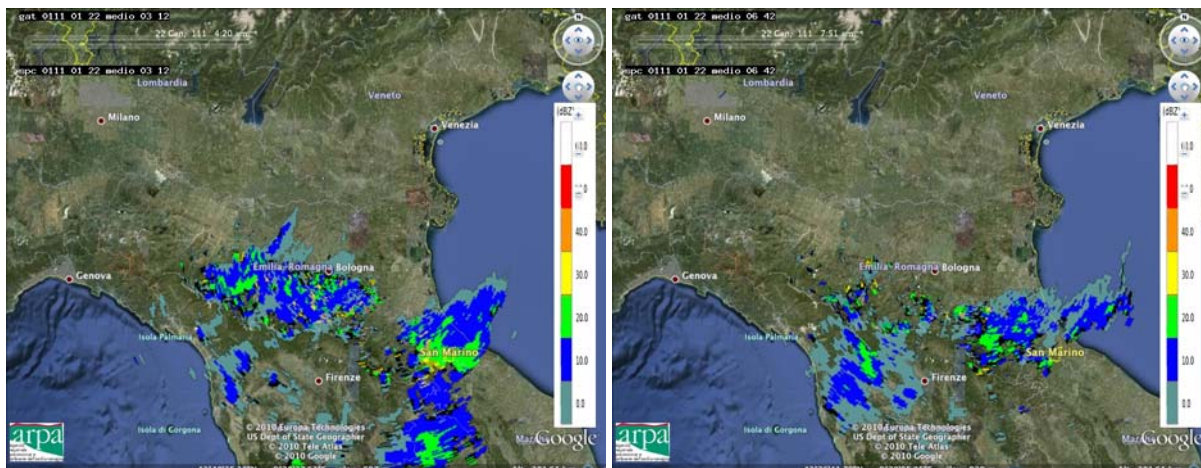 gat 0111 01 22 medio 03 12
22 Gen, 111 4:20
spc 0111 01 22 medio 03 12
Lombardia
Milano
Veneto
Venezia
N
(dBZ)
60.0
40.0
30.0
20.0
10.0
0.0
Genova
Emilia-Romagna
Bologna
Isola Palmaria
San Marino
Firenze
Isola di Gorgona
© 2010 Europa Technologies
US Dept of State Geographer
© 2010 Tele Atlas
© 2010 Google
Google
arpa
gat 0111 01 22 medio 06 42
22 Gen, 111 7:51
spc 0111 01 22 medio 06 42
Lombardia
Milano
Veneto
Venezia
N
(dBZ)
60.0
40.0
30.0
20.0
10.0
0.0
Genova
Emilia-Romagna
Bologna
Isola Palmaria
San Marino
Firenze
Isola di Gorgona
© 2010 Europa Technologies
US Dept of State Geographer
© 2010 Tele Atlas
© 2010 Google
Google
arpa